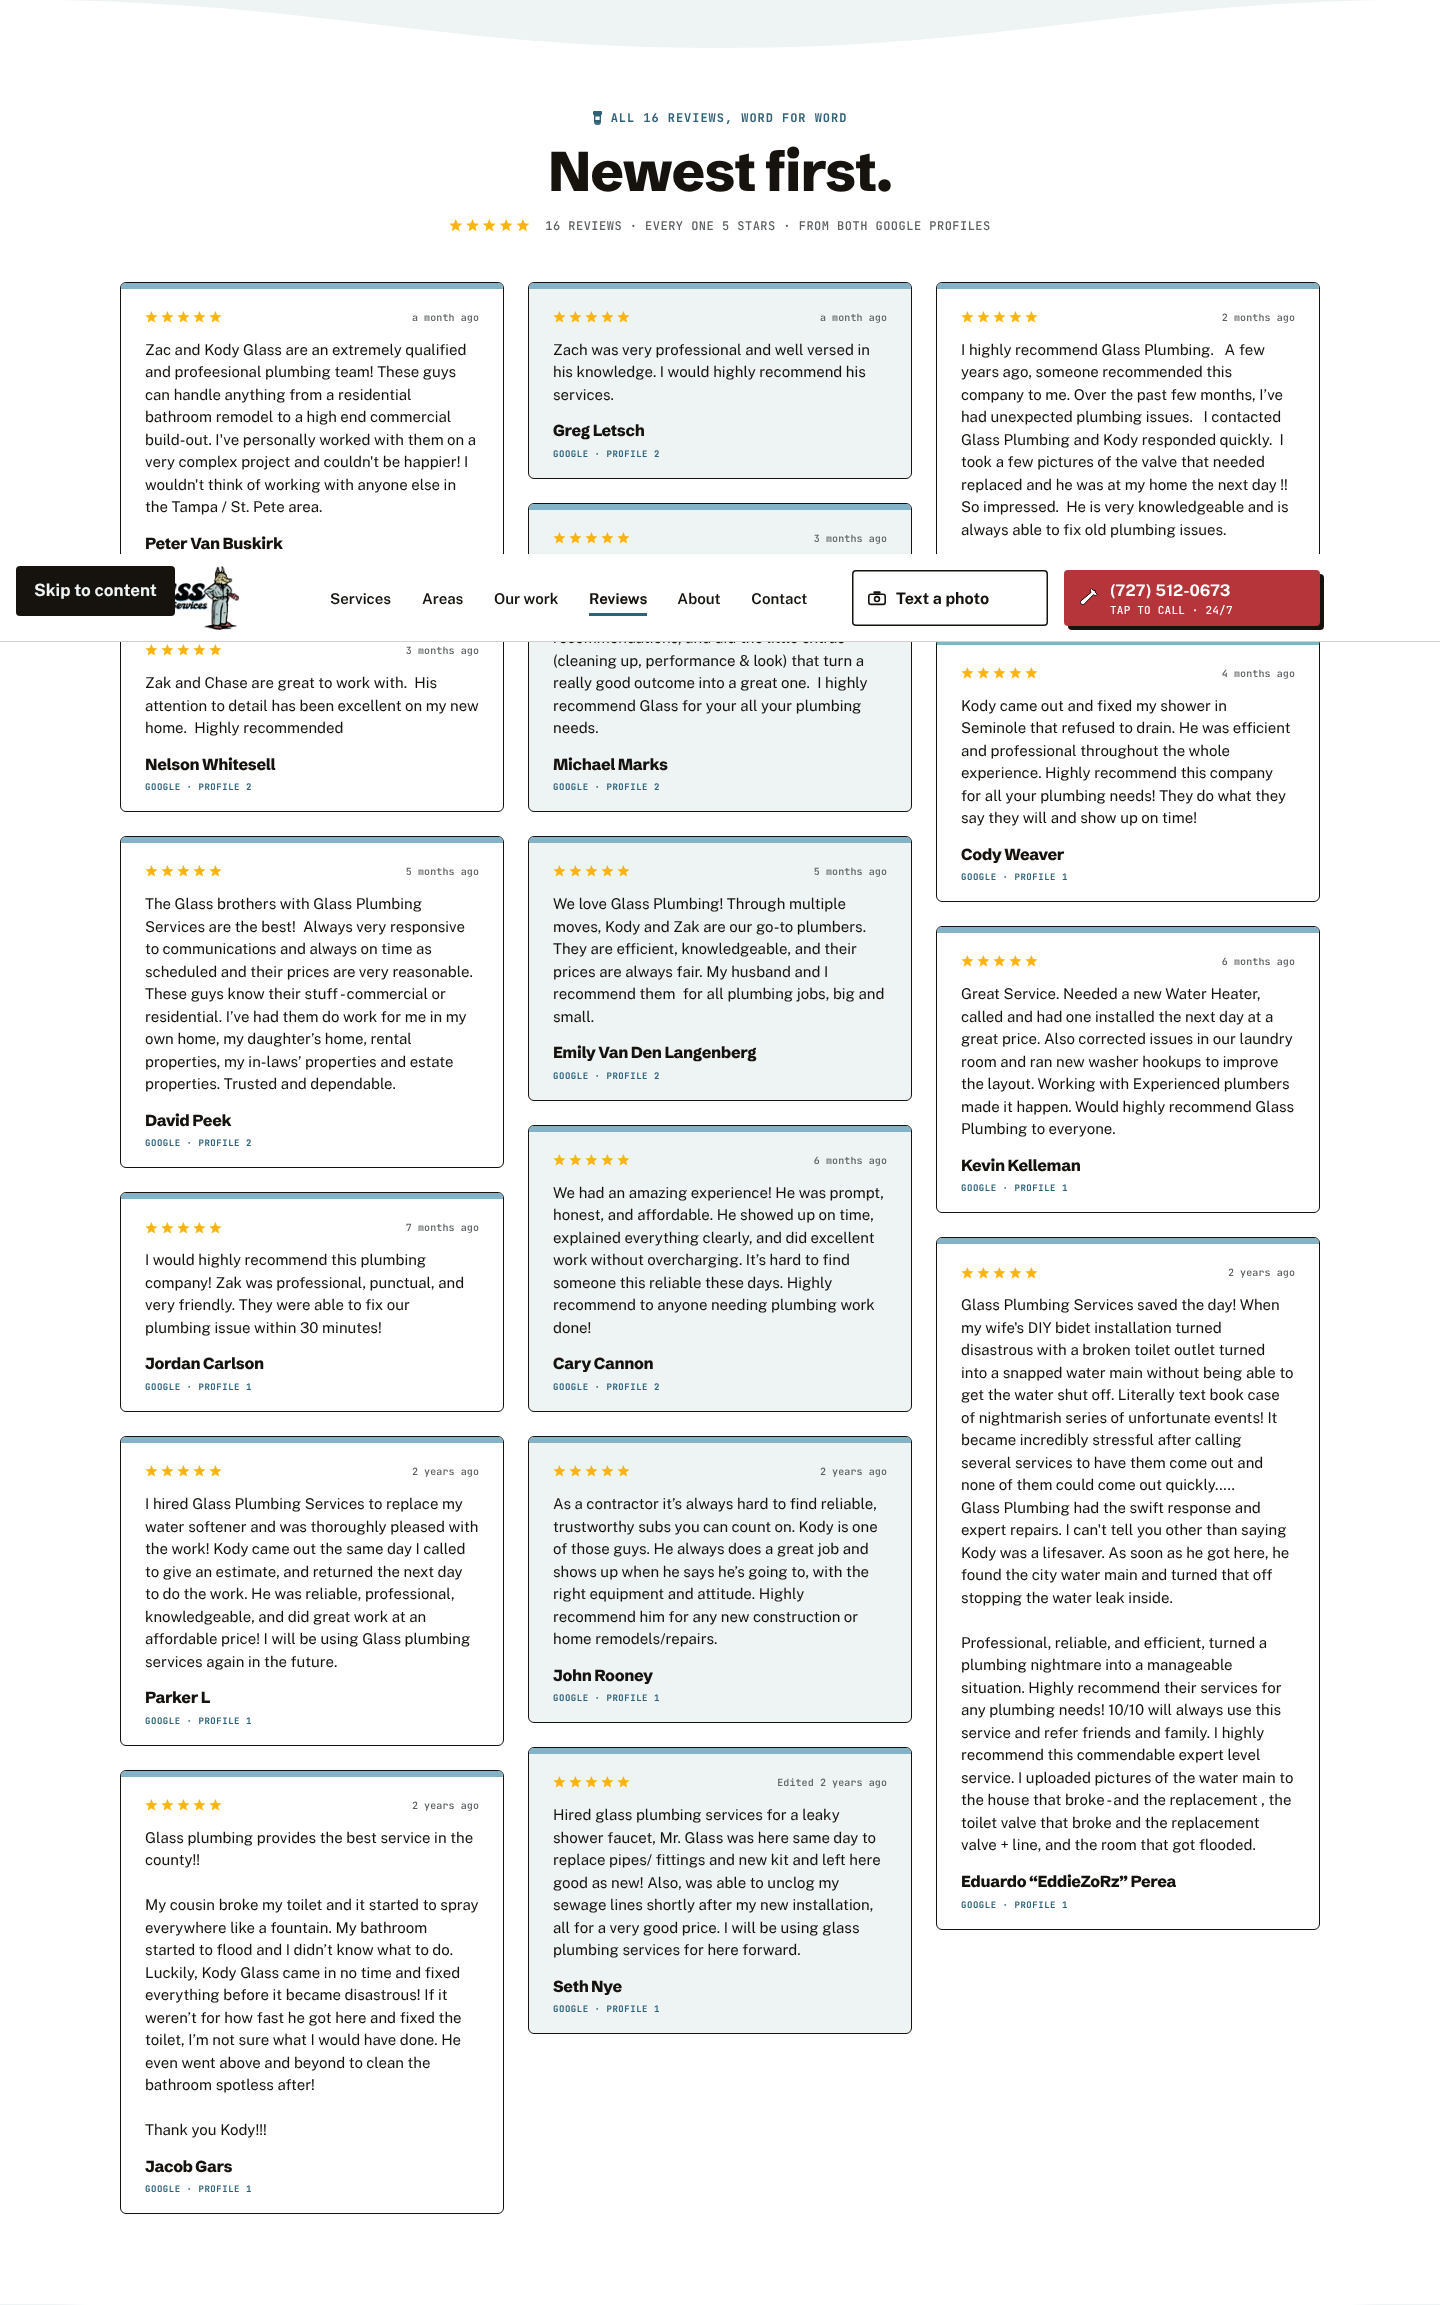 ALL 16 REVIEWS, WORD FOR WORD
Newest first.
16 REVIEWS · EVERY ONE 5 STARS · FROM BOTH GOOGLE PROFILES
a month ago
Zac and Kody Glass are an extremely qualified
and profeesional plumbing team! These guys
can handle anything from a residential
bathroom remodel to a high end commercial
build-out. I've personally worked with them on a
very complex project and couldn't be happier! I
wouldn't think of working with anyone else in
the Tampa / St. Pete area.
Peter Van Buskirk
a month ago
Zach was very professional and well versed in
his knowledge. I would highly recommend his
services.
Greg Letsch
GOOGLE · PROFILE 2
3 months ago
2 months ago
I highly recommend Glass Plumbing.   A few
years ago, someone recommended this
company to me. Over the past few months, I’ve
had unexpected plumbing issues.   I contacted
Glass Plumbing and Kody responded quickly.  I
took a few pictures of the valve that needed
replaced and he was at my home the next day !!
So impressed.  He is very knowledgeable and is
always able to fix old plumbing issues.
Skip to content
Services
Areas
Our work
Reviews
About
Contact
Text a photo
(727) 512-0673
TAP TO CALL · 24/7
3 months ago
Zak and Chase are great to work with.  His
attention to detail has been excellent on my new
home.  Highly recommended
Nelson Whitesell
GOOGLE · PROFILE 2
(cleaning up, performance & look) that turn a
really good outcome into a great one.  I highly
recommend Glass for your all your plumbing
needs.
Michael Marks
GOOGLE · PROFILE 2
4 months ago
Kody came out and fixed my shower in
Seminole that refused to drain. He was efficient
and professional throughout the whole
experience. Highly recommend this company
for all your plumbing needs! They do what they
say they will and show up on time!
Cody Weaver
GOOGLE · PROFILE 1
5 months ago
The Glass brothers with Glass Plumbing
Services are the best!  Always very responsive
to communications and always on time as
scheduled and their prices are very reasonable.
These guys know their stuff - commercial or
residential. I’ve had them do work for me in my
own home, my daughter’s home, rental
properties, my in-laws’ properties and estate
properties. Trusted and dependable.
David Peek
GOOGLE · PROFILE 2
5 months ago
We love Glass Plumbing! Through multiple
moves, Kody and Zak are our go-to plumbers.
They are efficient, knowledgeable, and their
prices are always fair. My husband and I
recommend them  for all plumbing jobs, big and
small.
Emily Van Den Langenberg
GOOGLE · PROFILE 2
6 months ago
Great Service. Needed a new Water Heater,
called and had one installed the next day at a
great price. Also corrected issues in our laundry
room and ran new washer hookups to improve
the layout. Working with Experienced plumbers
made it happen. Would highly recommend Glass
Plumbing to everyone.
Kevin Kelleman
GOOGLE · PROFILE 1
7 months ago
I would highly recommend this plumbing
company! Zak was professional, punctual, and
very friendly. They were able to fix our
plumbing issue within 30 minutes!
Jordan Carlson
GOOGLE · PROFILE 1
6 months ago
We had an amazing experience! He was prompt,
honest, and affordable. He showed up on time,
explained everything clearly, and did excellent
work without overcharging. It’s hard to find
someone this reliable these days. Highly
recommend to anyone needing plumbing work
done!
Cary Cannon
GOOGLE · PROFILE 2
2 years ago
Glass Plumbing Services saved the day! When
my wife's DIY bidet installation turned
disastrous with a broken toilet outlet turned
into a snapped water main without being able to
get the water shut off. Literally text book case
of nightmarish series of unfortunate events! It
became incredibly stressful after calling
several services to have them come out and
none of them could come out quickly.....
Glass Plumbing had the swift response and
expert repairs. I can't tell you other than saying
Kody was a lifesaver. As soon as he got here, he
found the city water main and turned that off
stopping the water leak inside.
Professional, reliable, and efficient, turned a
plumbing nightmare into a manageable
situation. Highly recommend their services for
any plumbing needs! 10/10 will always use this
service and refer friends and family. I highly
recommend this commendable expert level
service. I uploaded pictures of the water main to
the house that broke - and the replacement , the
toilet valve that broke and the replacement
valve + line, and the room that got flooded.
Eduardo “EddieZoRz” Perea
GOOGLE · PROFILE 1
2 years ago
I hired Glass Plumbing Services to replace my
water softener and was thoroughly pleased with
the work! Kody came out the same day I called
to give an estimate, and returned the next day
to do the work. He was reliable, professional,
knowledgeable, and did great work at an
affordable price! I will be using Glass plumbing
services again in the future.
Parker L
GOOGLE · PROFILE 1
2 years ago
As a contractor it’s always hard to find reliable,
trustworthy subs you can count on. Kody is one
of those guys. He always does a great job and
shows up when he says he’s going to, with the
right equipment and attitude. Highly
recommend him for any new construction or
home remodels/repairs.
John Rooney
GOOGLE · PROFILE 1
2 years ago
Glass plumbing provides the best service in the
county!!
My cousin broke my toilet and it started to spray
everywhere like a fountain. My bathroom
started to flood and I didn’t know what to do.
Luckily, Kody Glass came in no time and fixed
everything before it became disastrous! If it
weren’t for how fast he got here and fixed the
toilet, I’m not sure what I would have done. He
even went above and beyond to clean the
bathroom spotless after!
Thank you Kody!!!
Jacob Gars
GOOGLE · PROFILE 1
Edited 2 years ago
Hired glass plumbing services for a leaky
shower faucet, Mr. Glass was here same day to
replace pipes/ fittings and new kit and left here
good as new! Also, was able to unclog my
sewage lines shortly after my new installation,
all for a very good price. I will be using glass
plumbing services for here forward.
Seth Nye
GOOGLE · PROFILE 1